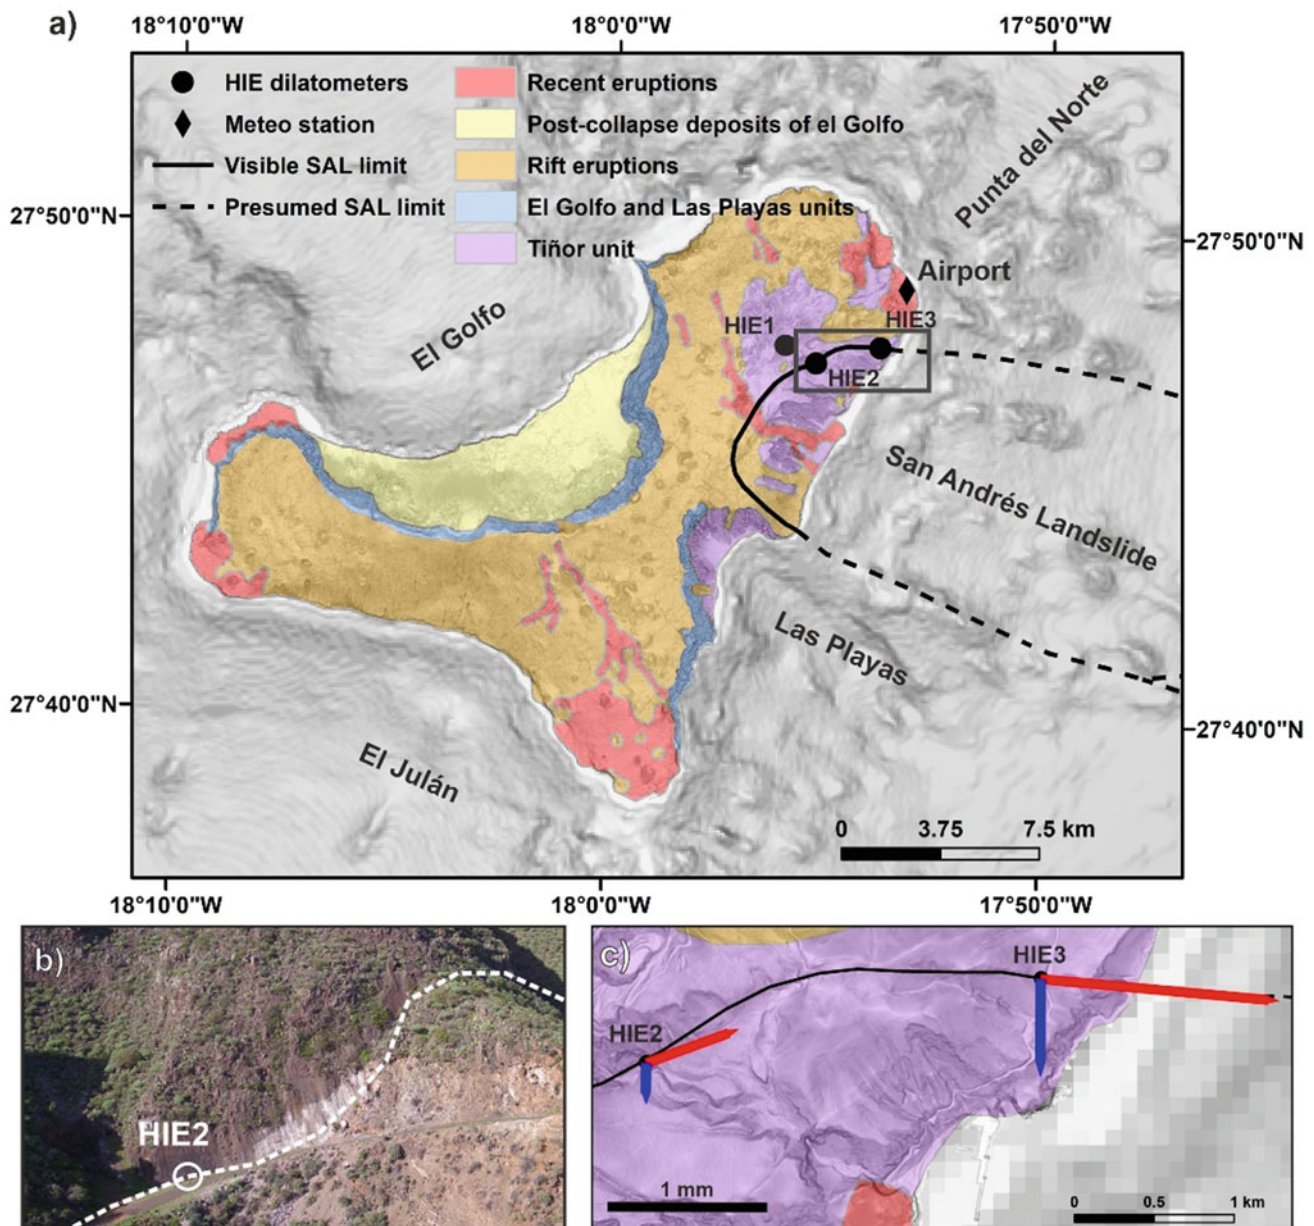 a)
18°10'0"W 18°0'0"W 17°50'0"W
HIE dilatometers
Meteo station
Visible SAL limit
Presumed SAL limit
Recent eruptions
Post-collapse deposits of el Golfo
Rift eruptions
El Golfo and Las Playas units
Tiñor unit
Punta del Norte
27°50'0"N
27°50'0"N
Airport
El Golfo
HIE1
HIE3
HIE2
San Andrés Landslide
Las Playas
27°40'0"N
27°40'0"N
El Julán
0 3.75 7.5 km
18°10'0"W 18°0'0"W 17°50'0"W
b)
HIE2
c)
HIE3
HIE2
1 mm
0 0.5 1 km